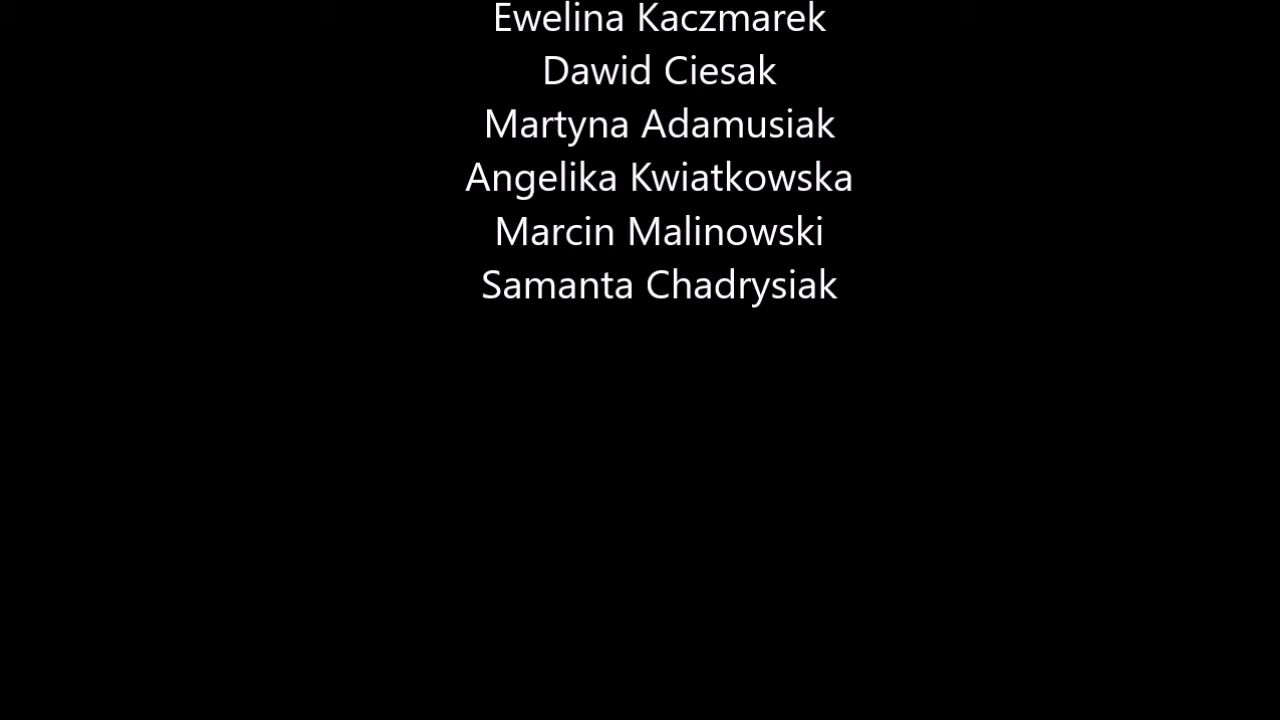 Ewelina Kaczmarek
Dawid Ciesak
Martyna Adamusiak
Angelika Kwiatkowska
Marcin Malinowski
Samanta Chadrysiak